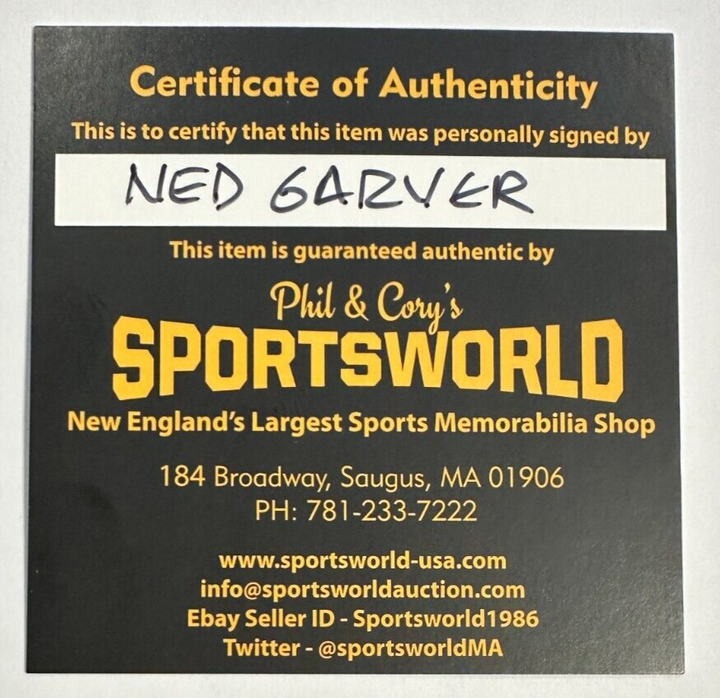 Certificate of Authenticity
This is to certify that this item was personally signed by
NED GARVER
This item is guaranteed authentic by
Phil & Cory's
SPORTSWORLD
New England's Largest Sports Memorabilia Shop
184 Broadway, Saugus, MA 01906
PH: 781-233-7222
www.sportsworld-usa.com
info@sportsworldauction.com
Ebay Seller ID - Sportsworld1986
Twitter - @sportsworldMA